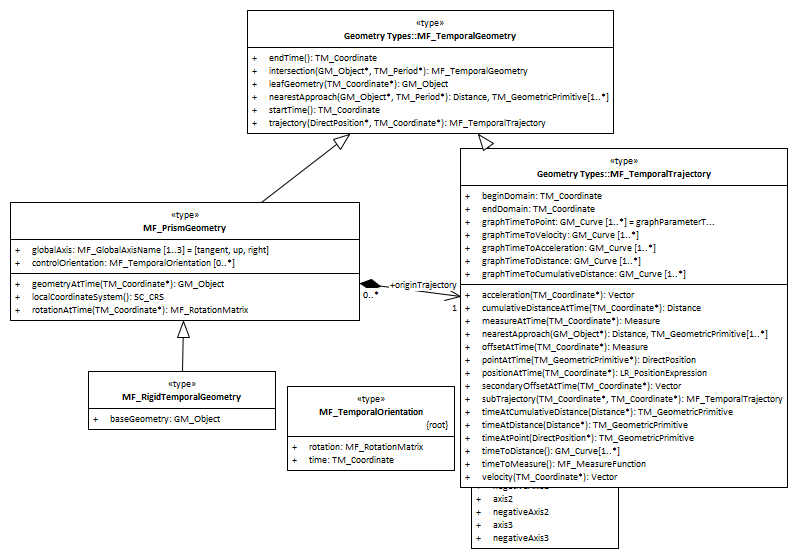 «type»
Geometry Types::MF_TemporalGeometry
+ endTime(): TM_Coordinate
+ intersection(GM_Object*, TM_Period*): MF_TemporalGeometry
+ leafGeometry(TM_Coordinate*): GM_Object
+ nearestApproach(GM_Object*, TM_Period*): Distance, TM_GeometricPrimitive[1..*]
+ startTime(): TM_Coordinate
+ trajectory(DirectPosition*, TM_Coordinate*): MF_TemporalTrajectory
«type»
Geometry Types::MF_TemporalTrajectory
+ beginDomain: TM_Coordinate
+ endDomain: TM_Coordinate
+ graphTimeToPoint: GM_Curve [1..*] = graphParameterT...
+ graphTimeToVelocity: GM_Curve [1..*]
+ graphTimeToAcceleration: GM_Curve [1..*]
+ graphTimeToDistance: GM_Curve [1..*]
+ graphTimeToCumulativeDistance: GM_Curve [1..*]
+ acceleration(TM_Coordinate*): Vector
+ cumulativeDistanceAtTime(TM_Coordinate*): Distance
+ measureAtTime(TM_Coordinate*): Measure
+ nearestApproach(GM_Object*): Distance, TM_GeometricPrimitive[1..*]
+ offsetAtTime(TM_Coordinate*): Measure
+ pointAtTime(TM_GeometricPrimitive*): DirectPosition
+ positionAtTime(TM_Coordinate*): LR_PositionExpression
+ secondaryOffsetAtTime(TM_Coordinate*): Vector
+ subTrajectory(TM_Coordinate*, TM_Coordinate*): MF_TemporalTrajectory
+ timeAtCumulativeDistance(Distance*): TM_GeometricPrimitive
+ timeAtDistance(Distance*): TM_GeometricPrimitive
+ timeAtPoint(DirectPosition*): TM_GeometricPrimitive
+ timeToDistance(): GM_Curve[1..*]
+ timeToMeasure(): MF_MeasureFunction
+ velocity(TM_Coordinate*): Vector
«type»
MF_PrismGeometry
+ globalAxis: MF_GlobalAxisName [1..3] = [tangent, up, right]
+ controlOrientation: MF_TemporalOrientation [0..*]
+ geometryAtTime(TM_Coordinate*): GM_Object
+ localCoordinateSystem(): SC_CRS
+ rotationAtTime(TM_Coordinate*): MF_RotationMatrix
+originTrajectory
0..*
1
«type»
MF_RigidTemporalGeometry
+ baseGeometry: GM_Object
«type»
MF_TemporalOrientation
{root}
+ rotation: MF_RotationMatrix
+ time: TM_Coordinate
+ axis2
+ negativeAxis2
+ axis3
+ negativeAxis3